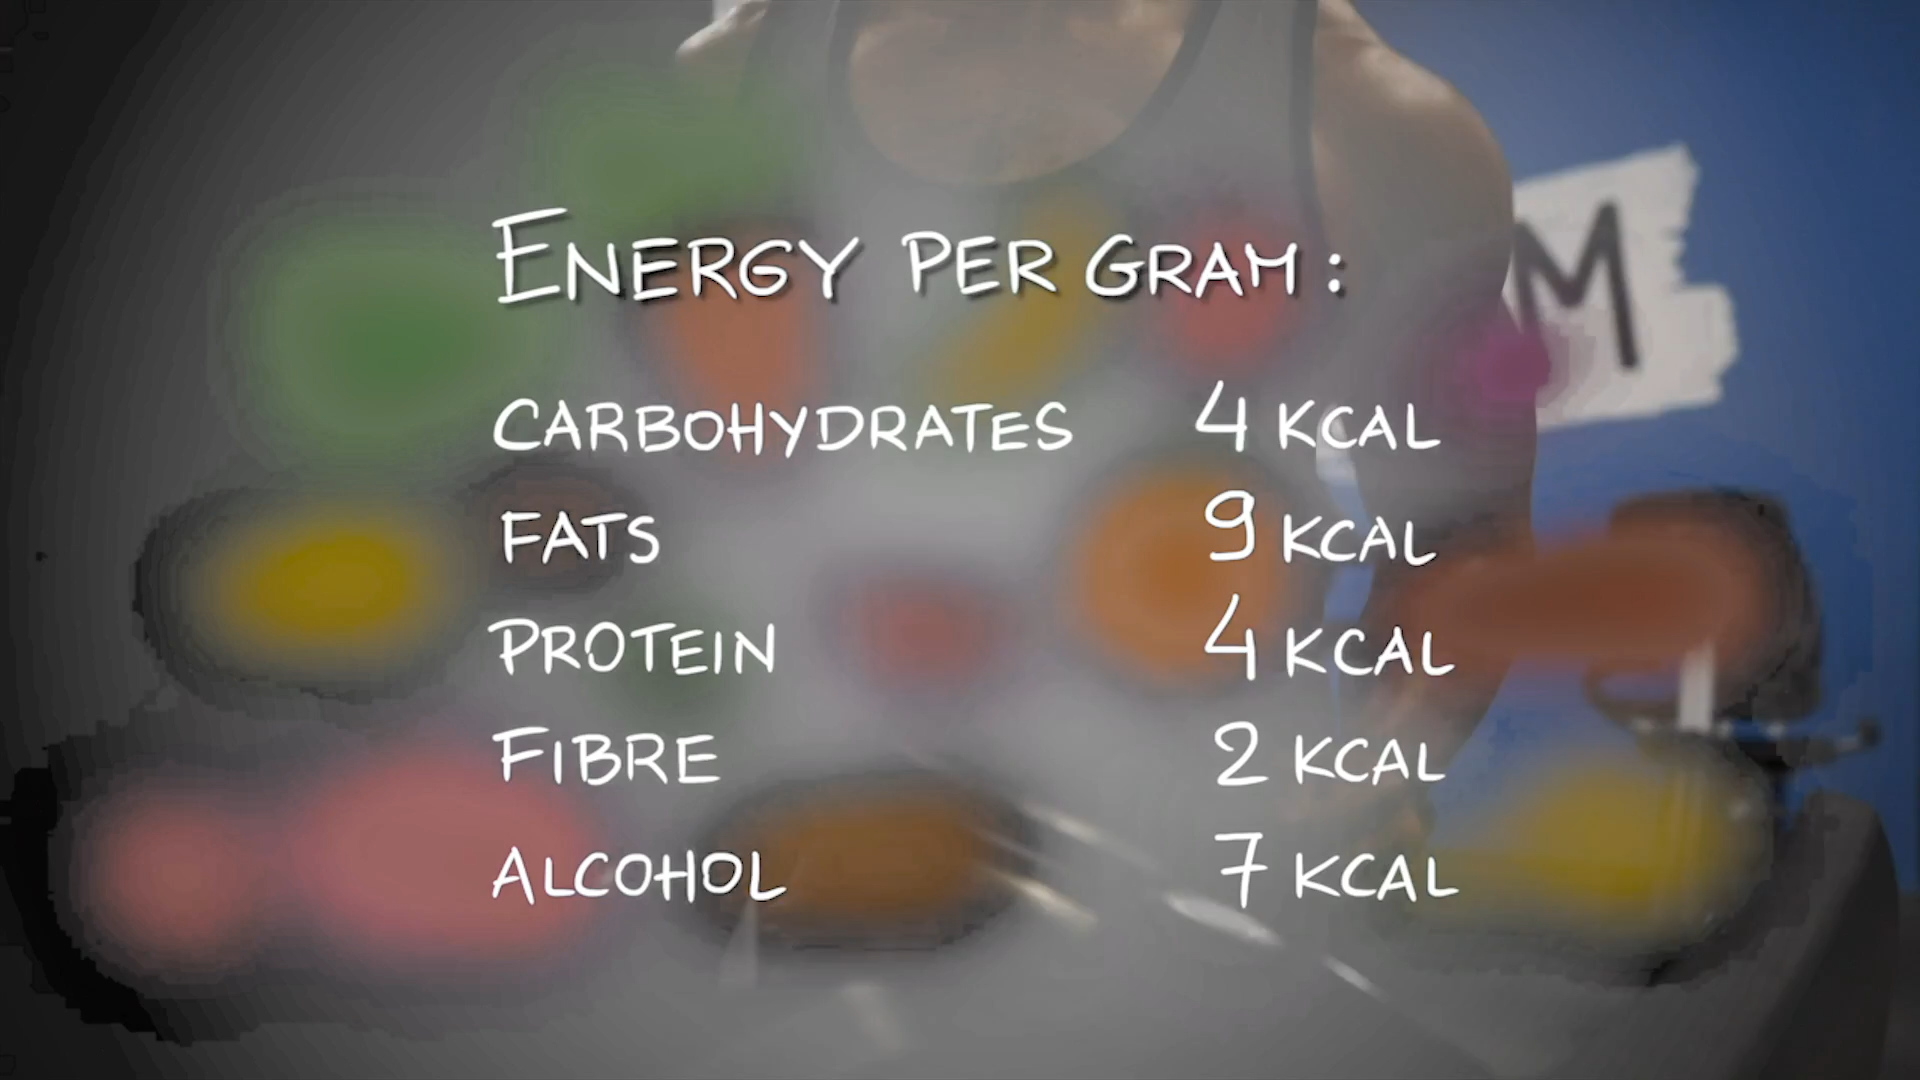 ENERGY PER GRAM:
CARBOHYDRATES 4 KCAL
FATS 9 KCAL
PROTEIN 4 KCAL
FIBRE 2 KCAL
ALCOHOL 7 KCAL
M